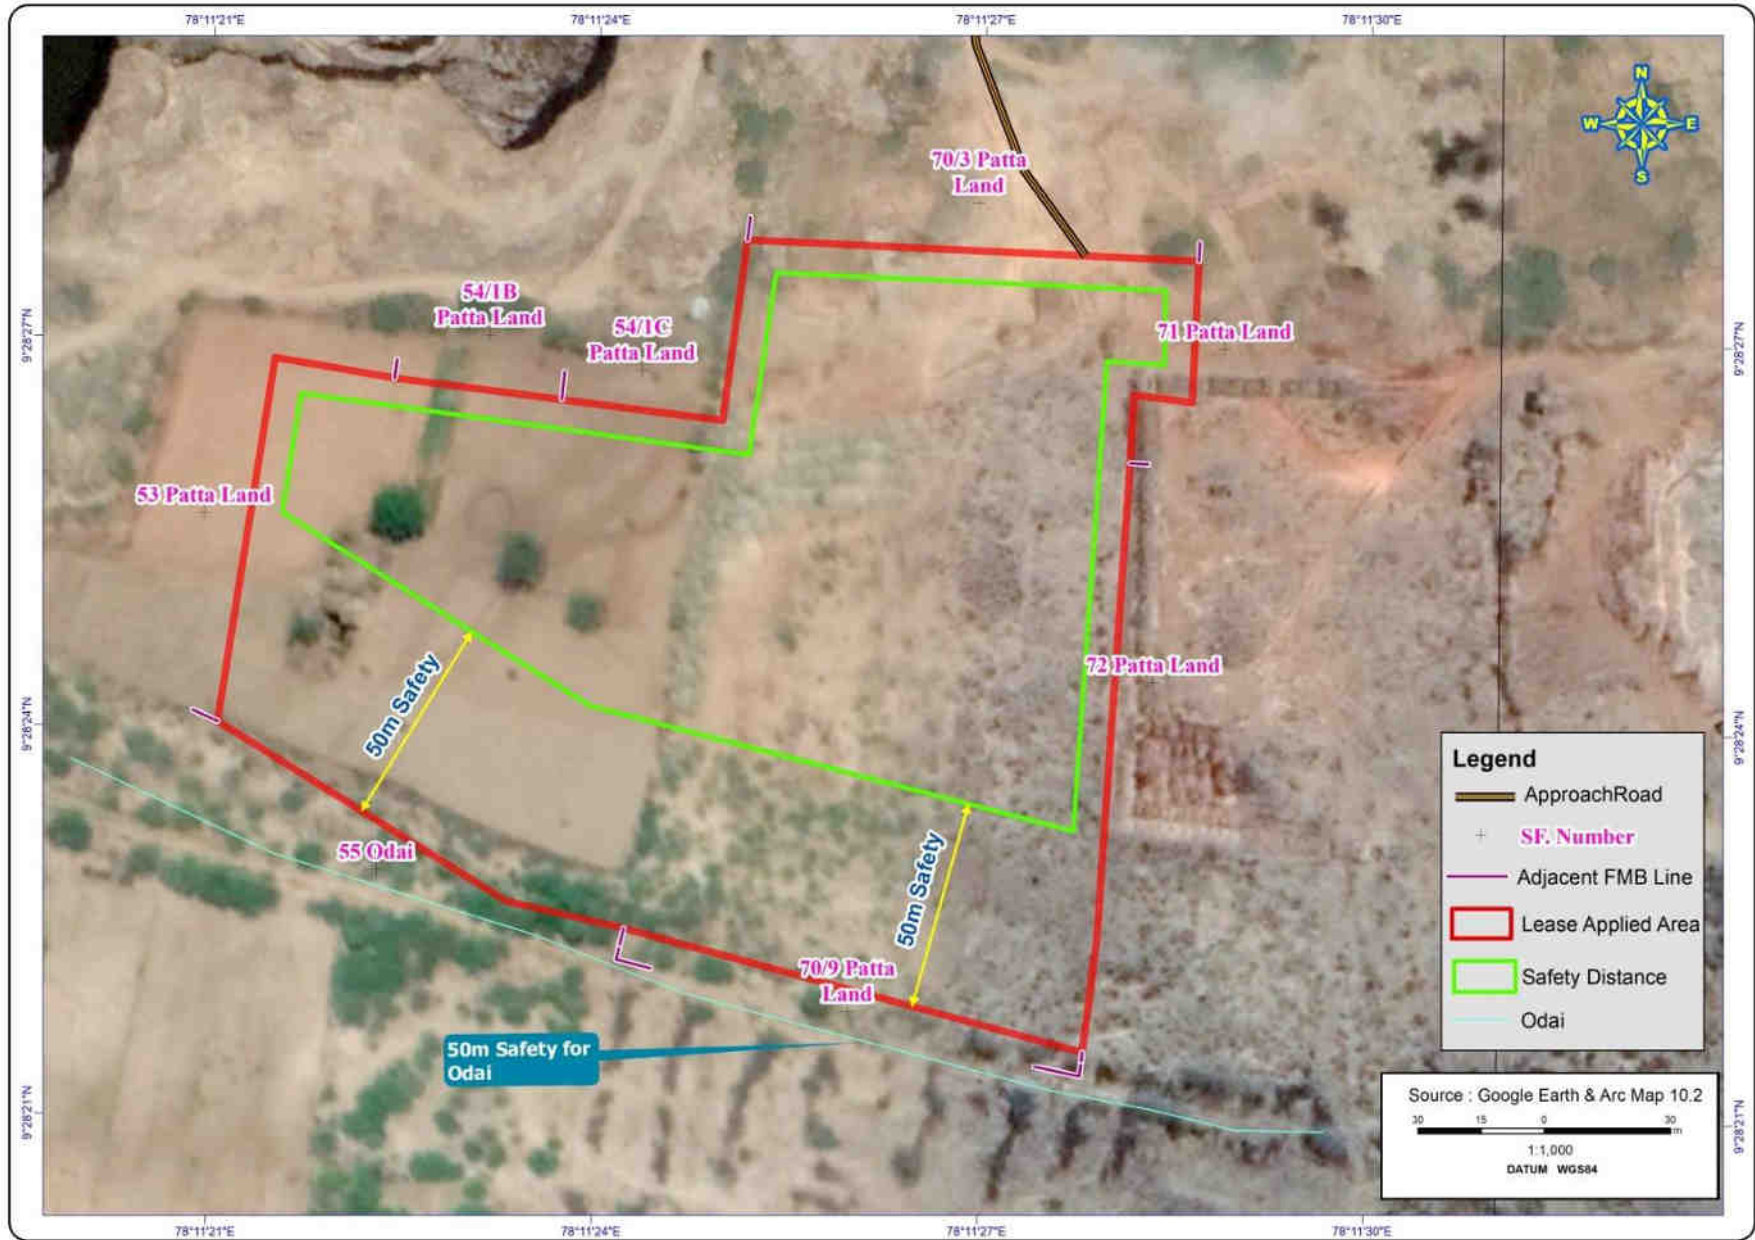 78°11'21"E
78°11'24"E
78°11'27"E
78°11'30"E
N
W
E
S
70/3 Patta
Land
54/1B
Patta Land
54/1C
Patta Land
71 Patta Land
9°28'27"N
9°28'27"N
53 Patta Land
72 Patta Land
50m Safety
9°28'24"N
9°28'24"N
55 Odai
50m Safety
70/9 Patta
Land
50m Safety for
Odai
Legend
ApproachRoad
SF. Number
Adjacent FMB Line
Lease Applied Area
Safety Distance
Odai
Source : Google Earth & Arc Map 10.2
30 15 0 30
m
1:1,000
DATUM WGS84
9°28'21"N
9°28'21"N
78°11'21"E
78°11'24"E
78°11'27"E
78°11'30"E